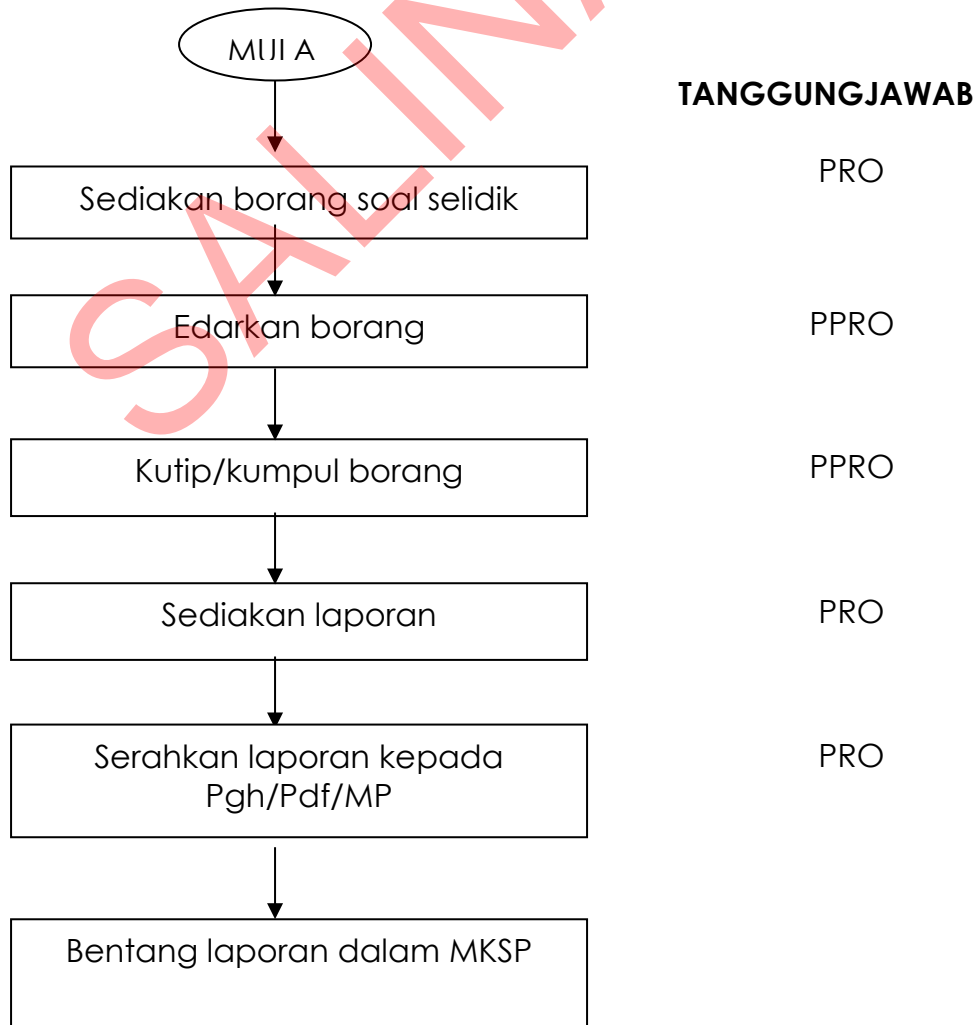 MULA
TANGGUNGJAWAB
Sediakan borang soal selidik
PRO
Edarkan borang
PPRO
Kutip/kumpul borang
PPRO
Sediakan laporan
PRO
Serahkan laporan kepada
Pgh/Pdf/MP
PRO
Bentang laporan dalam MKSP